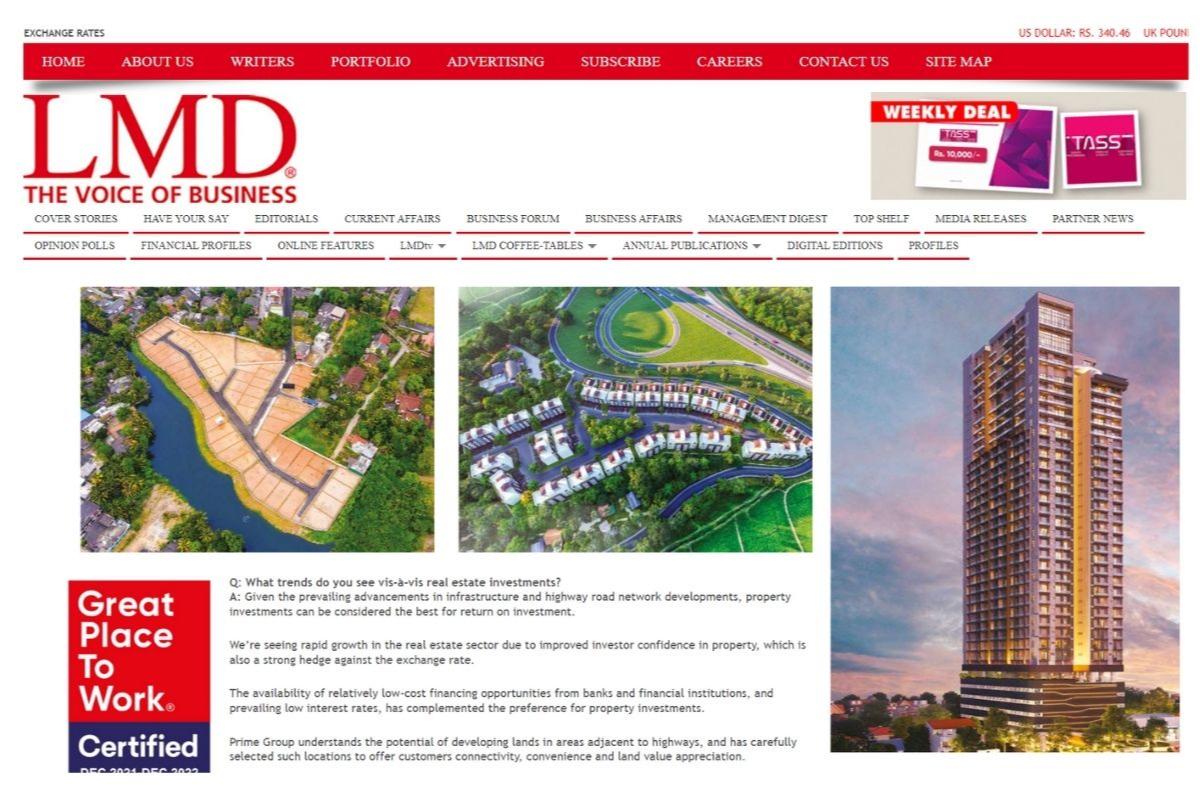 EXCHANGE RATES
US DOLLAR: RS. 340.46 UK POUN
HOME ABOUT US WRITERS PORTFOLIO ADVERTISING SUBSCRIBE CAREERS CONTACT US SITE MAP
LMD®
THE VOICE OF BUSINESS
WEEKLY DEAL
TASS
Rs. 10,000/-
TASS
COVER STORIES HAVE YOUR SAY EDITORIALS CURRENT AFFAIRS BUSINESS FORUM BUSINESS AFFAIRS MANAGEMENT DIGEST TOP SHELF MEDIA RELEASES PARTNER NEWS
OPINION POLLS FINANCIAL PROFILES ONLINE FEATURES LMDtv LMD COFFEE-TABLES ANNUAL PUBLICATIONS DIGITAL EDITIONS PROFILES
Great
Place
To
Work®
Certified
DEC 2021-DEC 2022
Q: What trends do you see vis-à-vis real estate investments?
A: Given the prevailing advancements in infrastructure and highway road network developments, property
investments can be considered the best for return on investment.
We're seeing rapid growth in the real estate sector due to improved investor confidence in property, which is
also a strong hedge against the exchange rate.
The availability of relatively low-cost financing opportunities from banks and financial institutions, and
prevailing low interest rates, has complemented the preference for property investments.
Prime Group understands the potential of developing lands in areas adjacent to highways, and has carefully
selected such locations to offer customers connectivity, convenience and land value appreciation.